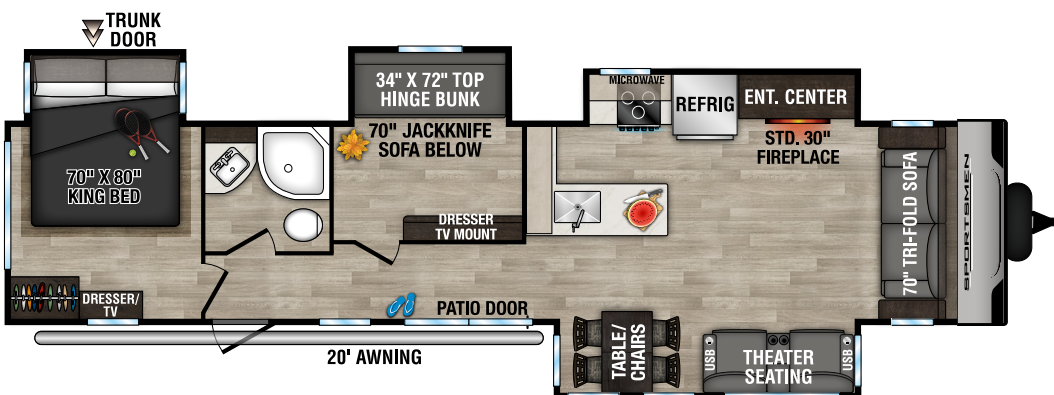 TRUNK
DOOR
34" X 72" TOP
HINGE BUNK
70" JACKKNIFE
SOFA BELOW
MICROWAVE
REFRIG
ENT. CENTER
STD. 30"
FIREPLACE
70" X 80"
KING BED
DRESSER
TV MOUNT
70" TRI-FOLD SOFA
SPORTSMEN
DRESSER/
TV
PATIO DOOR
20' AWNING
TABLE/
CHAIRS
USB
THEATER
SEATING
USB